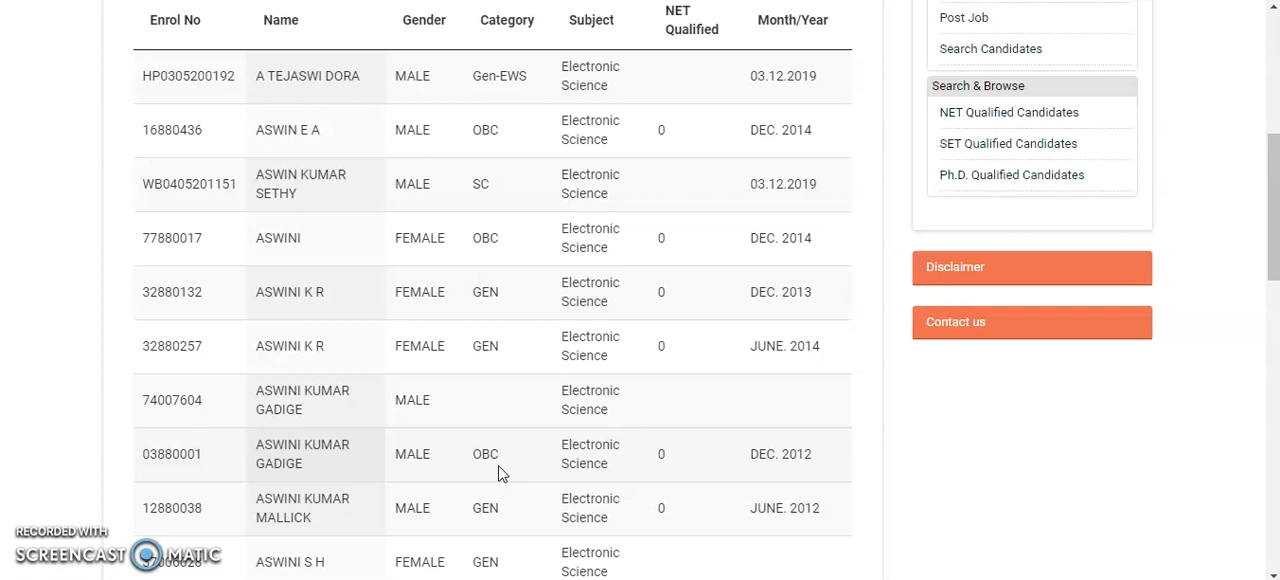 Enrol No Name Gender Category Subject NET Qualified Month/Year
HP0305200192 A TEJASWI DORA MALE Gen-EWS Electronic Science 03.12.2019
16880436 ASWIN E A MALE OBC Electronic Science 0 DEC. 2014
WB0405201151 ASWIN KUMAR SETHY MALE SC Electronic Science 03.12.2019
77880017 ASWINI FEMALE OBC Electronic Science 0 DEC. 2014
32880132 ASWINI K R FEMALE GEN Electronic Science 0 DEC. 2013
32880257 ASWINI K R FEMALE GEN Electronic Science 0 JUNE. 2014
74007604 ASWINI KUMAR GADIGE MALE Electronic Science
03880001 ASWINI KUMAR GADIGE MALE OBC Electronic Science 0 DEC. 2012
12880038 ASWINI KUMAR MALLICK MALE GEN Electronic Science 0 JUNE. 2012
ASWINI S H FEMALE GEN Electronic Science
Post Job
Search Candidates
Search & Browse
NET Qualified Candidates
SET Qualified Candidates
Ph.D. Qualified Candidates
Disclaimer
Contact us
RECORDED WITH
SCREENCAST MATIC